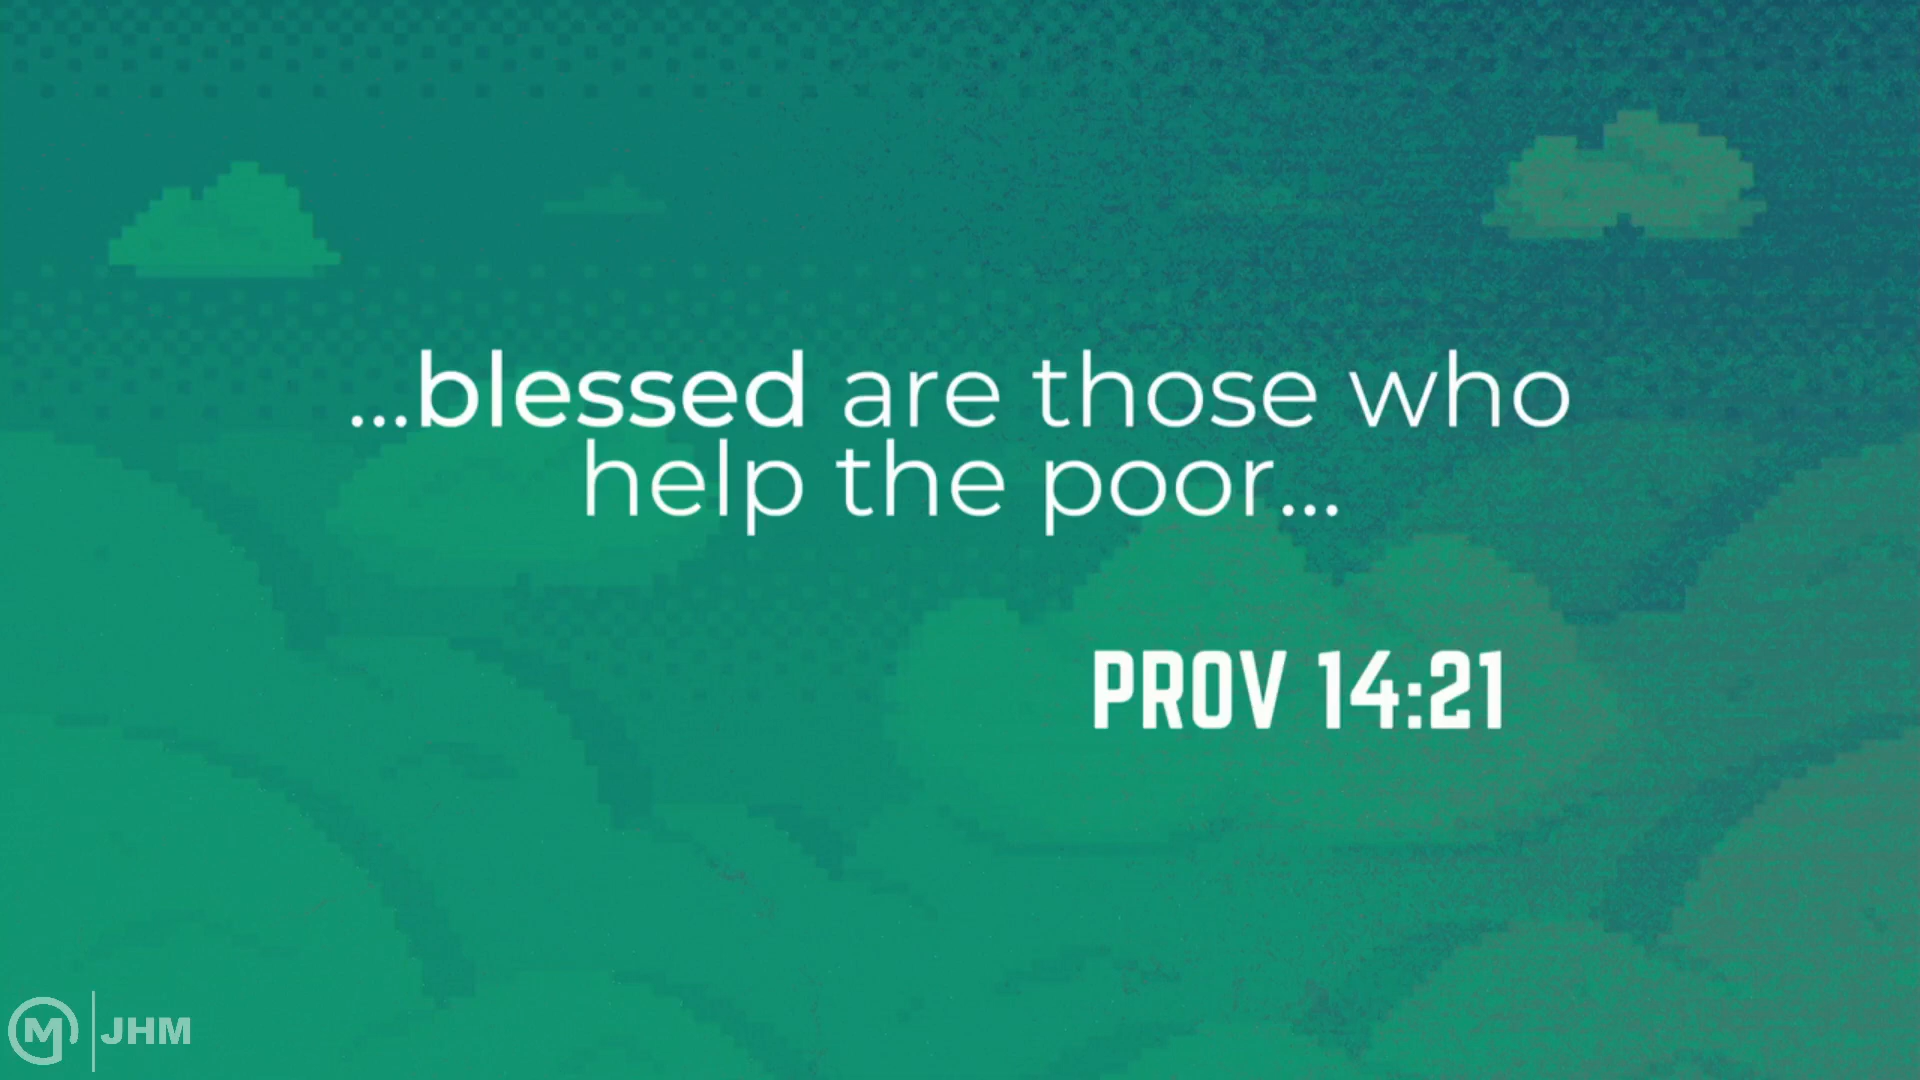 ...blessed are those who
help the poor...
PROV 14:21
JHM